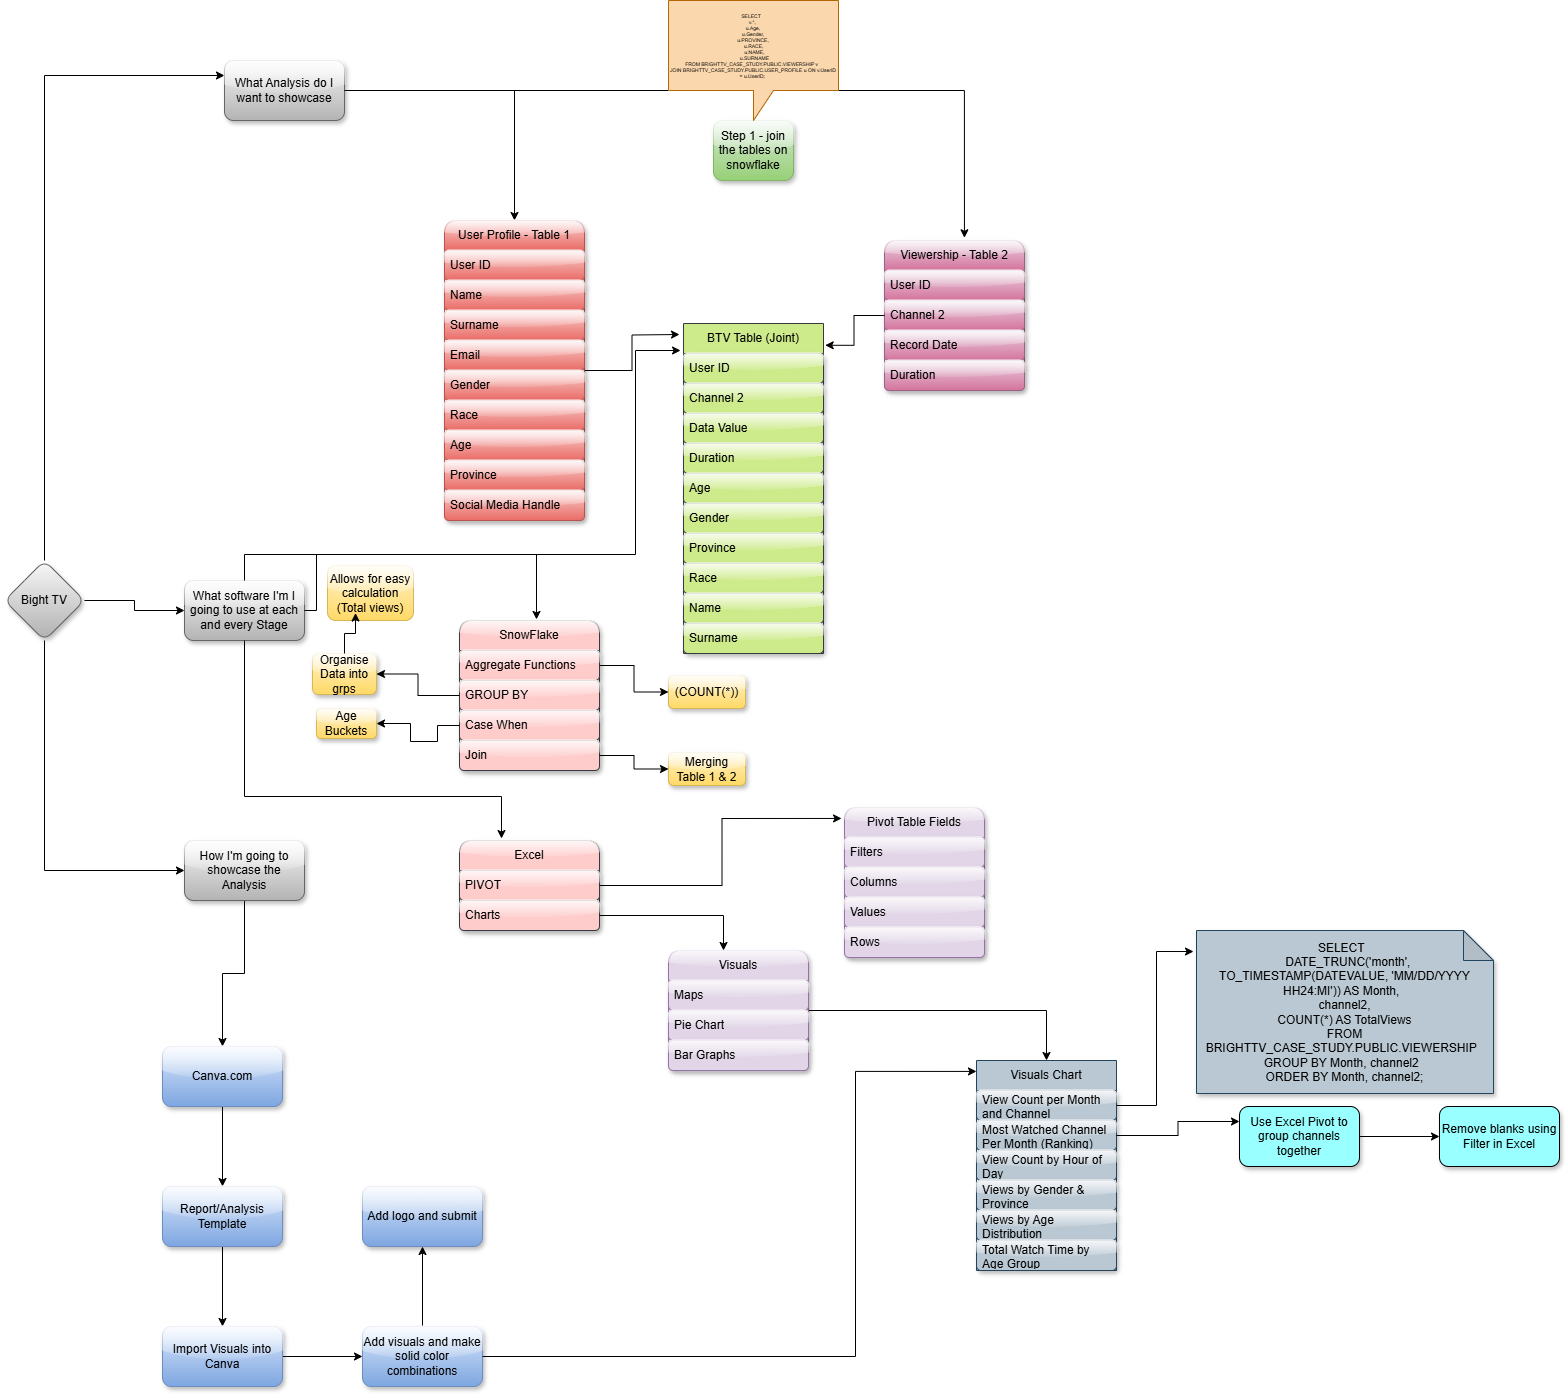 SELECT
v.*,
u.Age,
u.Gender,
u.PROVINCE,
u.RACE,
u.NAME,
u.SURNAME
FROM BRIGHTTV_CASE_STUDY.PUBLIC.VIEWERSHIP v
JOIN BRIGHTTV_CASE_STUDY.PUBLIC.USER_PROFILE u ON v.UserID
= u.UserID;
What Analysis do I
want to showcase
Step 1 - join
the tables on
snowflake
User Profile - Table 1
User ID
Name
Surname
Email
Gender
Race
Age
Province
Social Media Handle
Viewership - Table 2
User ID
Channel 2
Record Date
Duration
BTV Table (Joint)
User ID
Channel 2
Data Value
Duration
Age
Gender
Province
Race
Name
Surname
Bight TV
What software I'm I
going to use at each
and every Stage
Allows for easy
calculation
(Total views)
Organise
Data into
grps
Age
Buckets
SnowFlake
Aggregate Functions
GROUP BY
Case When
Join
(COUNT(*))
Merging
Table 1 & 2
How I'm going to
showcase the
Analysis
Excel
PIVOT
Charts
Pivot Table Fields
Filters
Columns
Values
Rows
Visuals
Maps
Pie Chart
Bar Graphs
SELECT
DATE_TRUNC('month',
TO_TIMESTAMP(DATEVALUE, 'MM/DD/YYYY
HH24:MI')) AS Month,
channel2,
COUNT(*) AS TotalViews
FROM
BRIGHTTV_CASE_STUDY.PUBLIC.VIEWERSHIP
GROUP BY Month, channel2
ORDER BY Month, channel2;
Visuals Chart
View Count per Month
and Channel
Most Watched Channel
Per Month (Ranking)
View Count by Hour of
Day
Views by Gender &
Province
Views by Age
Distribution
Total Watch Time by
Age Group
Use Excel Pivot to
group channels
together
Remove blanks using
Filter in Excel
Canva.com
Report/Analysis
Template
Add logo and submit
Import Visuals into
Canva
Add visuals and make
solid color
combinations